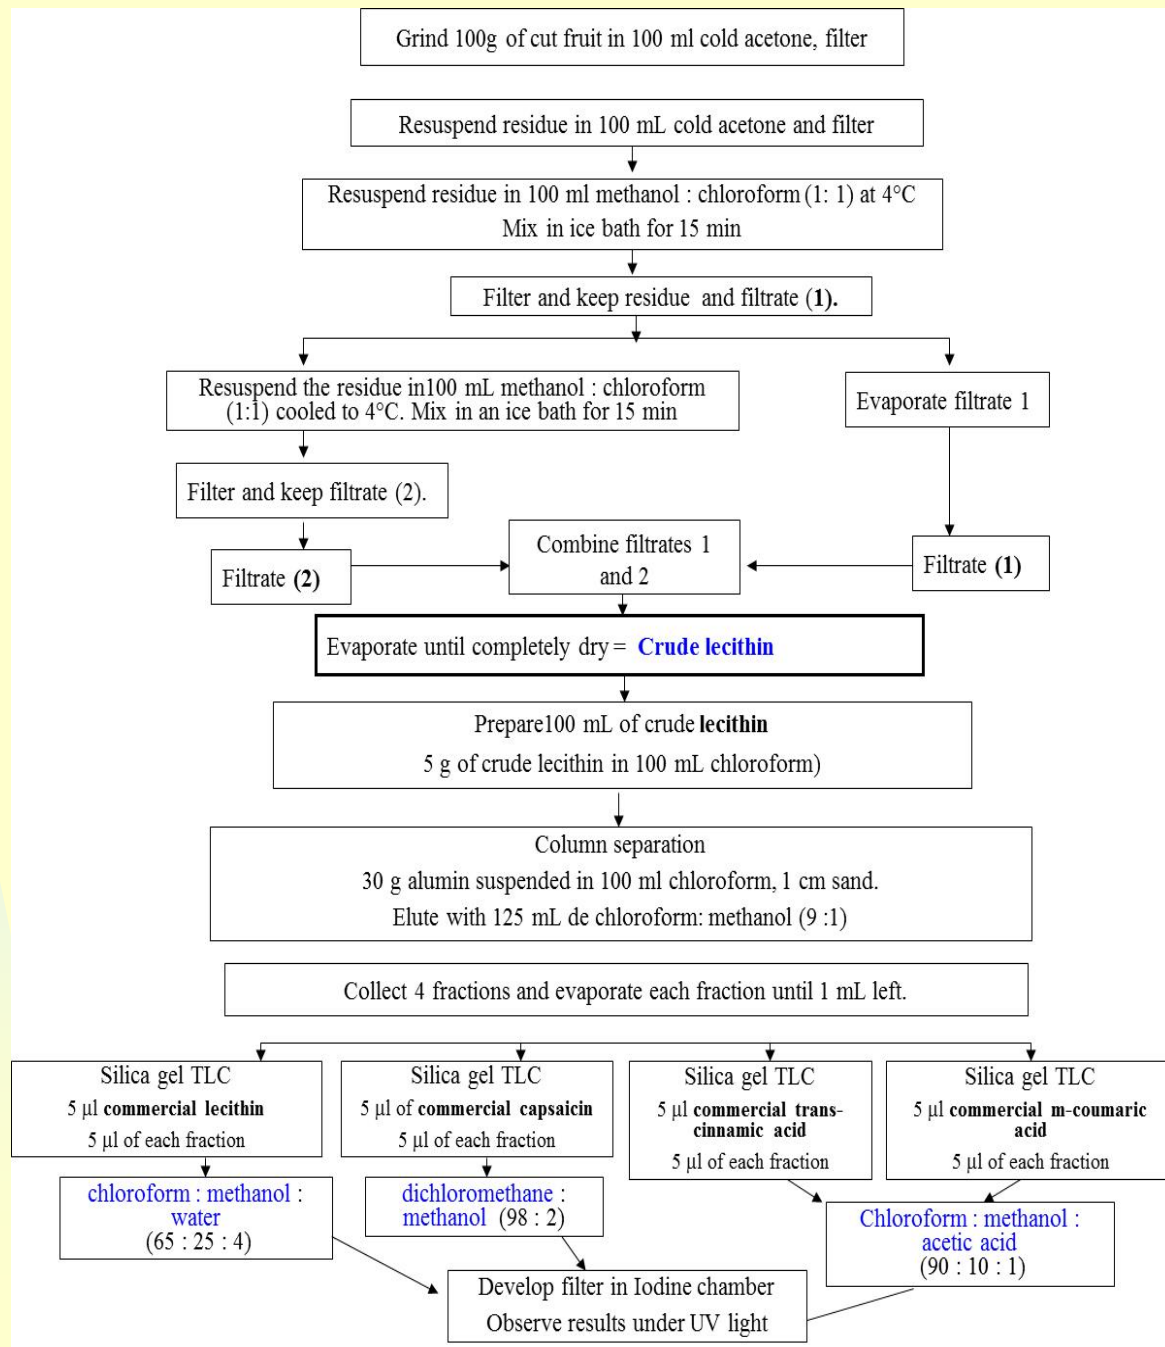 Grind 100g of cut fruit in 100 ml cold acetone, filter
Resuspend residue in 100 mL cold acetone and filter
Resuspend residue in 100 ml methanol : chloroform (1: 1) at 4°C
Mix in ice bath for 15 min
Filter and keep residue and filtrate (1).
Resuspend the residue in100 mL methanol : chloroform
(1:1) cooled to 4°C. Mix in an ice bath for 15 min
Evaporate filtrate 1
Filter and keep filtrate (2).
Combine filtrates 1
and 2
Filtrate (2)
Filtrate (1)
Evaporate until completely dry = Crude lecithin
Prepare100 mL of crude lecithin
5 g of crude lecithin in 100 mL chloroform)
Column separation
30 g alumin suspended in 100 ml chloroform, 1 cm sand.
Elute with 125 mL de chloroform: methanol (9 :1)
Collect 4 fractions and evaporate each fraction until 1 mL left.
Silica gel TLC
5 µl commercial lecithin
5 µl of each fraction
Silica gel TLC
5 µl of commercial capsaicin
5 µl of each fraction
Silica gel TLC
5 µl commercial trans-
cinnamic acid
5 µl of each fraction
Silica gel TLC
5 µl commercial m-coumaric
acid
5 µl of each fraction
chloroform : methanol :
water
(65 : 25 : 4)
dichloromethane :
methanol (98 : 2)
Chloroform : methanol :
acetic acid
(90 : 10 : 1)
Develop filter in Iodine chamber
Observe results under UV light